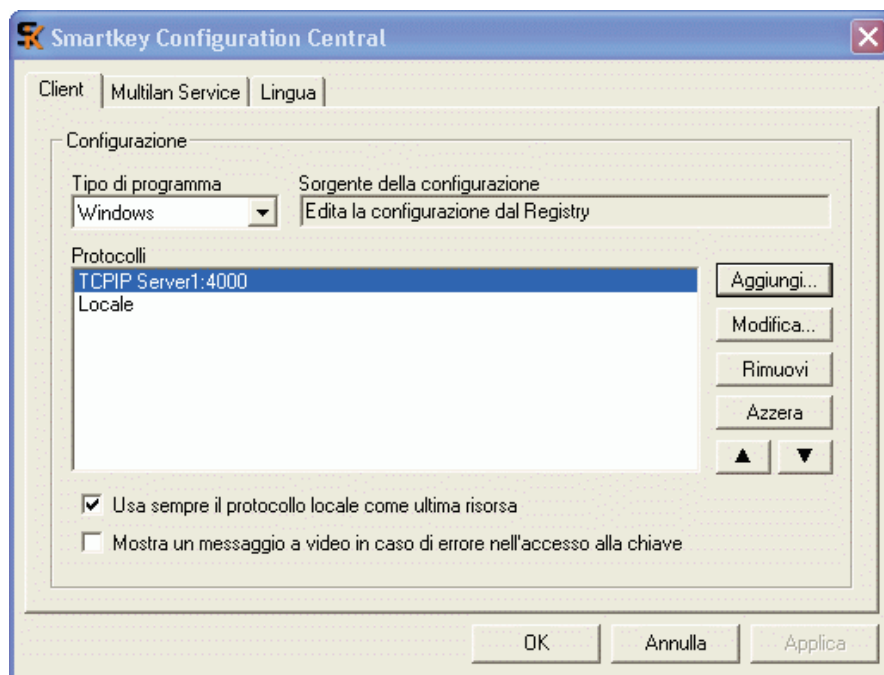 Smartkey Configuration Central
Client Multilan Service Lingua
Configurazione
Tipo di programma Sorgente della configurazione
Windows Edita la configurazione dal Registry
Protocolli
TCPIP Server1:4000 Aggiungi...
Locale
Modifica...
Rimuovi
Azzera
Usa sempre il protocollo locale come ultima risorsa
Mostra un messaggio a video in caso di errore nell'accesso alla chiave
OK Annulla Applica